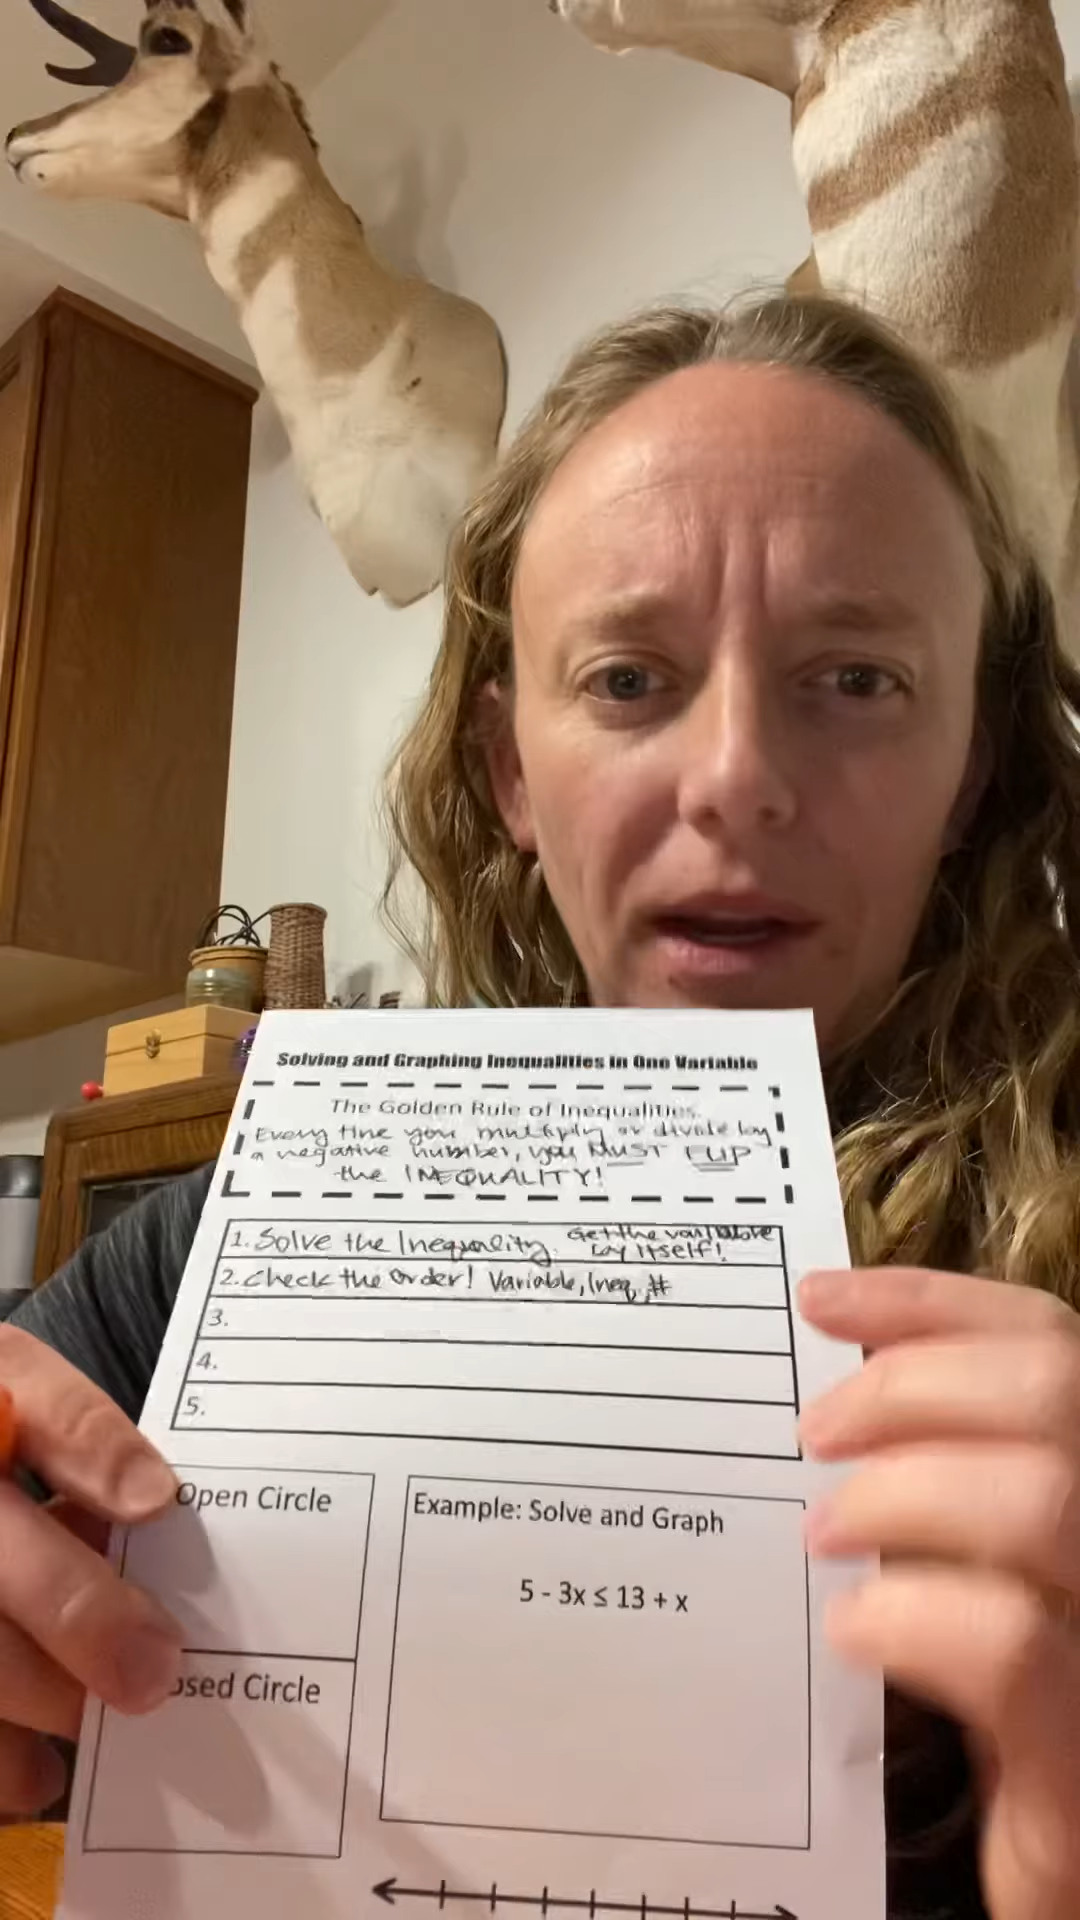 Solving and Graphing Inequalities in One Variable
The Golden Rule of Inequalities
Every time you multiply or divide by
a negative number, you MUST FLIP
the INEQUALITY!
1. Solve the Inequality. Get the variable
by itself!
2. Check the order! Variable, Ineq, #
3.
4.
5.
Open Circle
osed Circle
Example: Solve and Graph
5 - 3x ≤ 13 + x